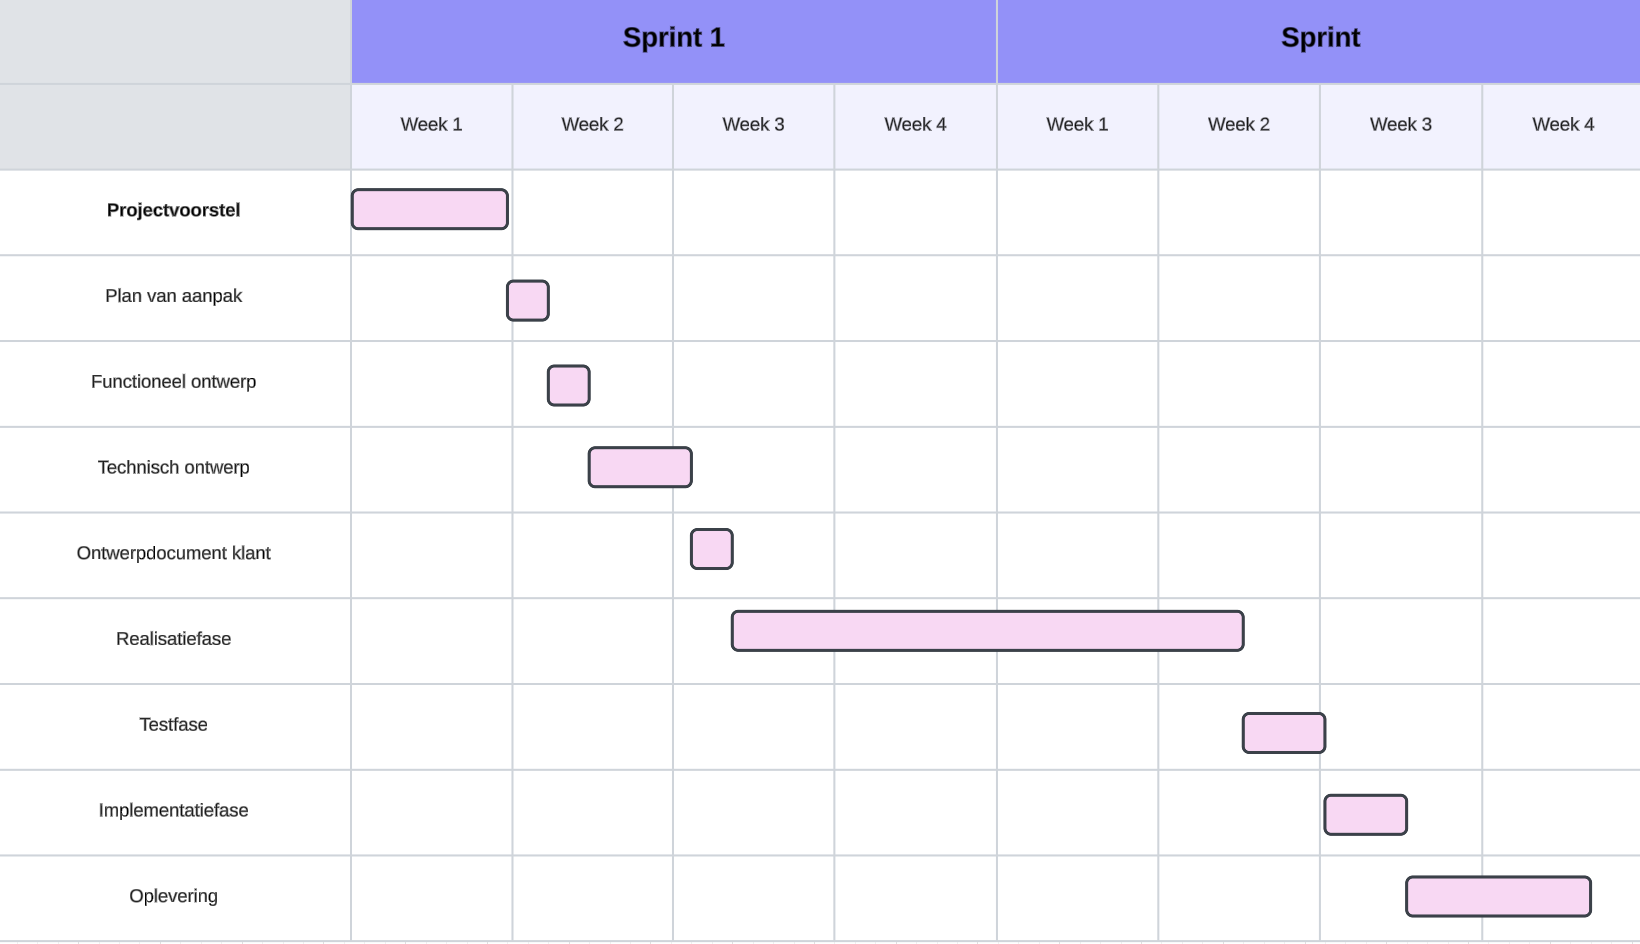 Sprint 1
Sprint
Week 1
Week 2
Week 3
Week 4
Week 1
Week 2
Week 3
Week 4
Projectvoorstel
Plan van aanpak
Functioneel ontwerp
Technisch ontwerp
Ontwerpdocument klant
Realisatiefase
Testfase
Implementatiefase
Oplevering